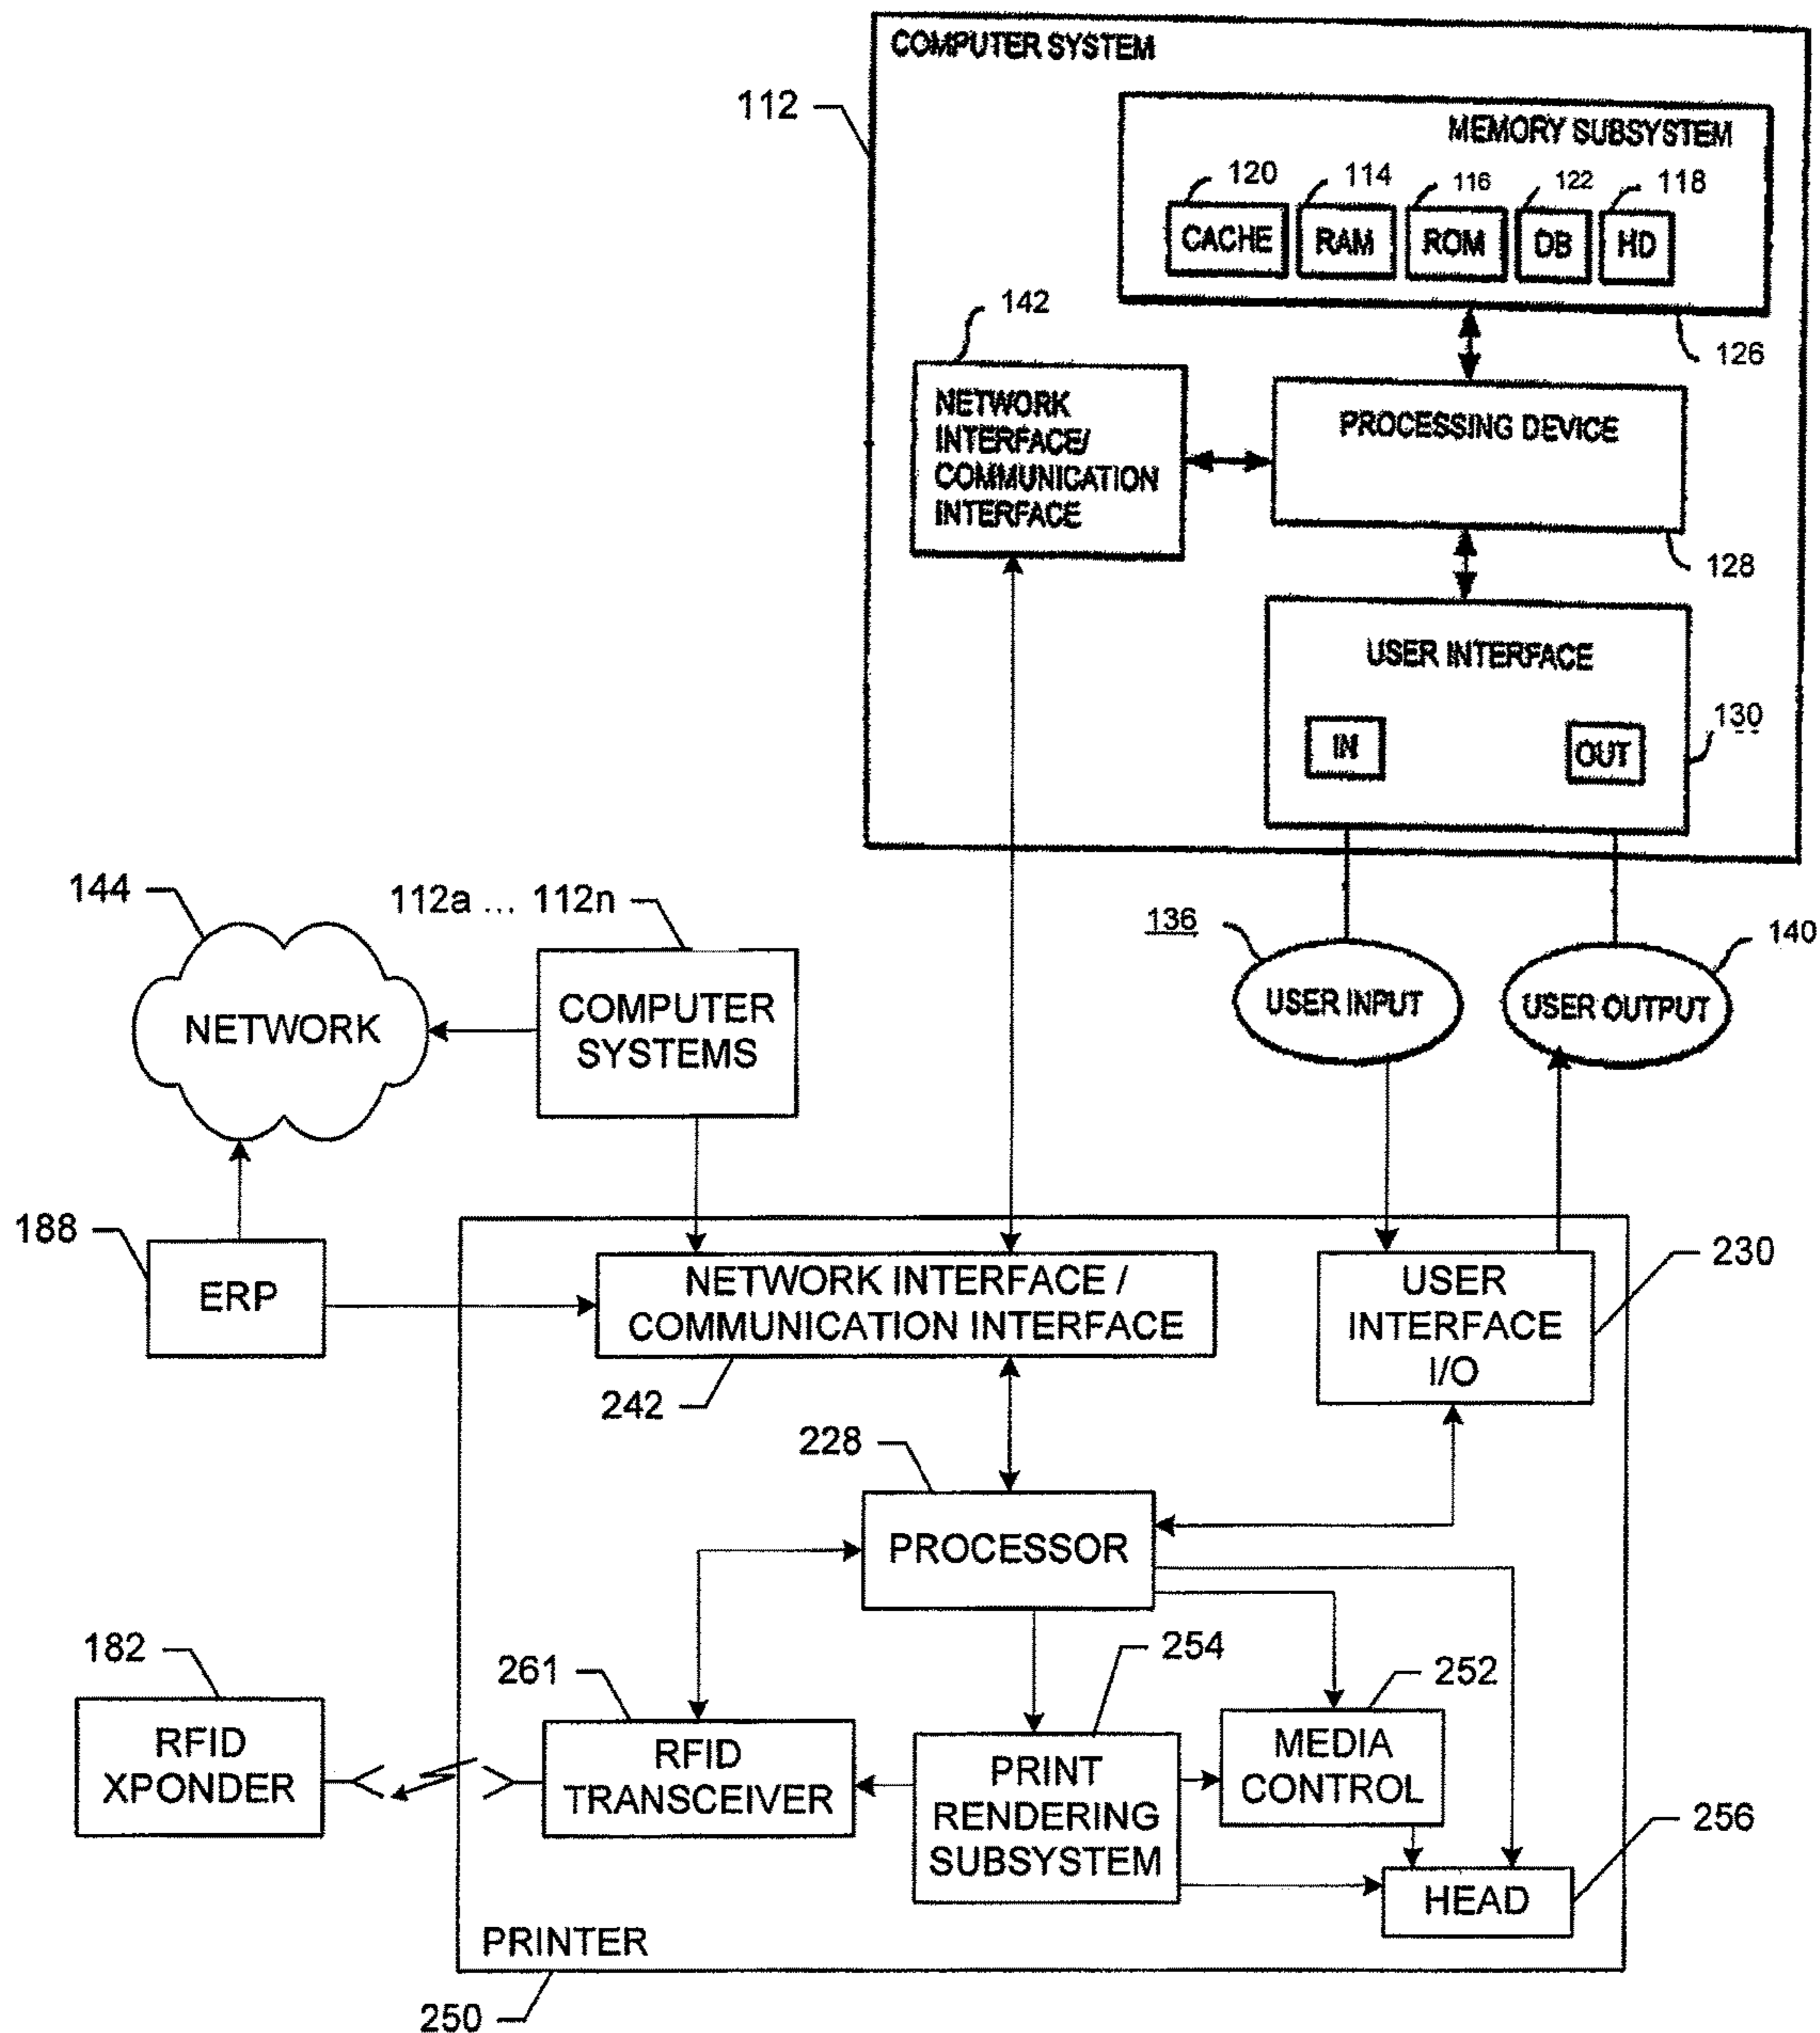 COMPUTER SYSTEM
112
MEMORY SUBSYSTEM
120
114
116
122
118
CACHE
RAM
ROM
DB
HD
126
142
NETWORK
INTERFACE/
COMMUNICATION
INTERFACE
PROCESSING DEVICE
128
USER INTERFACE
IN
OUT
130
144
112a ... 112n
136
140
NETWORK
COMPUTER
SYSTEMS
USER INPUT
USER OUTPUT
188
ERP
NETWORK INTERFACE /
COMMUNICATION INTERFACE
242
USER
INTERFACE
I/O
230
228
PROCESSOR
182
RFID
XPONDER
261
RFID
TRANSCEIVER
254
PRINT
RENDERING
SUBSYSTEM
252
MEDIA
CONTROL
256
HEAD
PRINTER
250